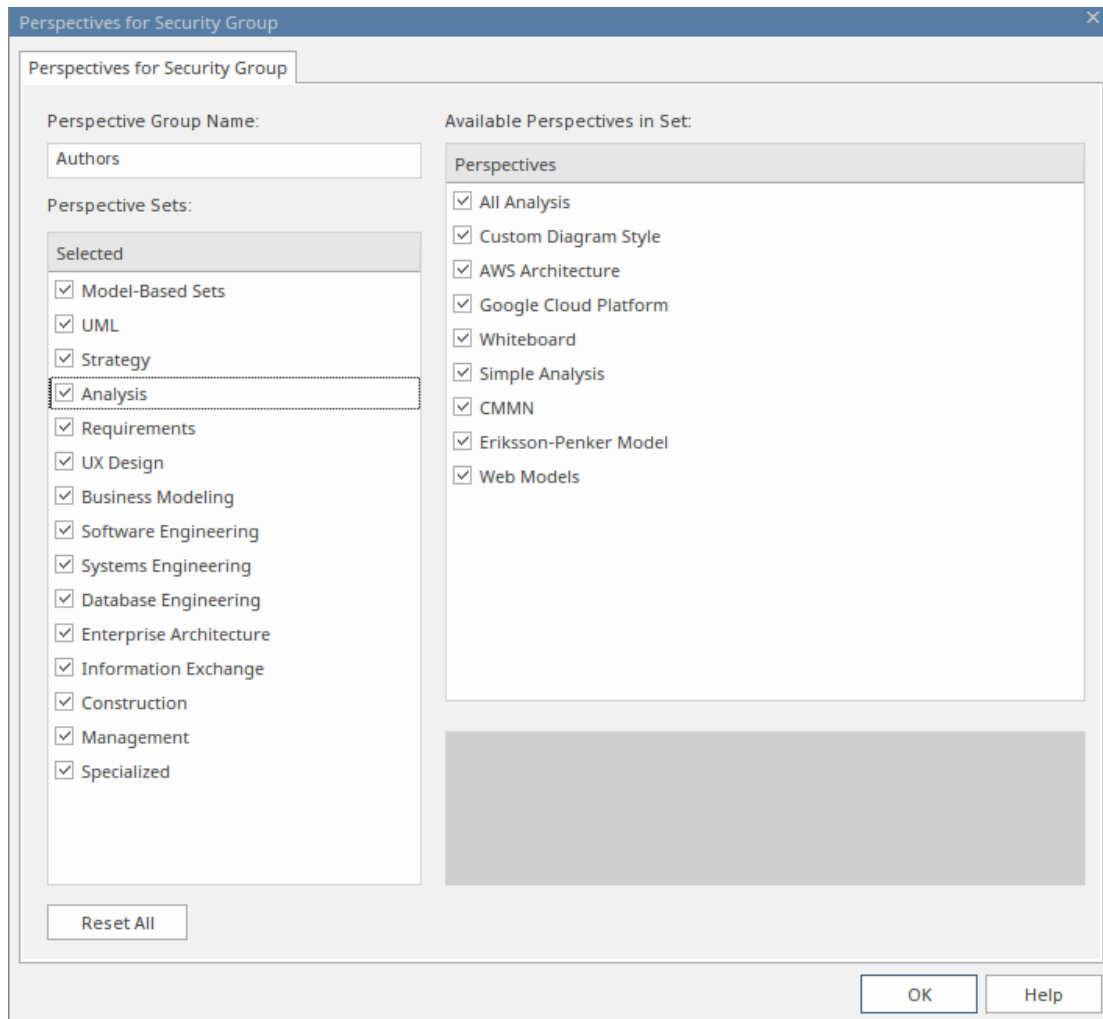 Perspectives for Security Group
Perspectives for Security Group
Perspective Group Name:
Authors
Perspective Sets:
Selected
Model-Based Sets
UML
Strategy
Analysis
Requirements
UX Design
Business Modeling
Software Engineering
Systems Engineering
Database Engineering
Enterprise Architecture
Information Exchange
Construction
Management
Specialized
Reset All
Available Perspectives in Set:
Perspectives
All Analysis
Custom Diagram Style
AWS Architecture
Google Cloud Platform
Whiteboard
Simple Analysis
CMMN
Eriksson-Penker Model
Web Models
OK
Help